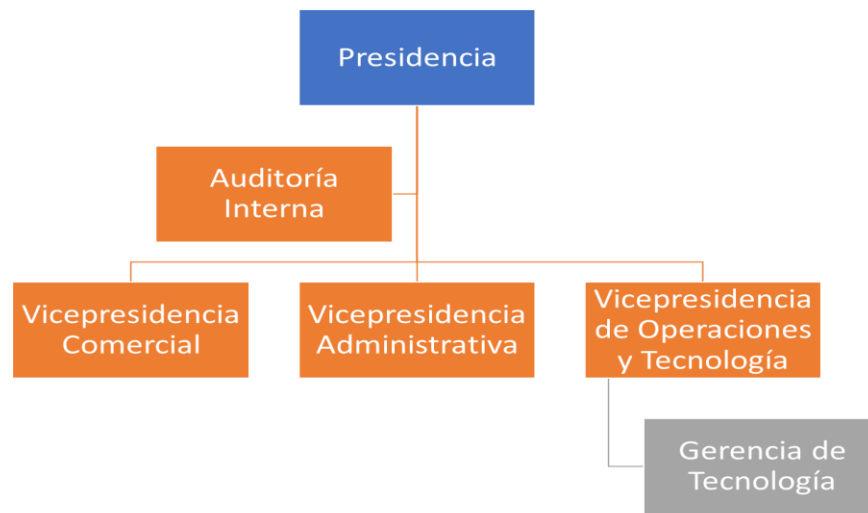 Presidencia
Auditoría
Interna
Vicepresidencia
Comercial
Vicepresidencia
Administrativa
Vicepresidencia
de Operaciones
y Tecnología
Gerencia de
Tecnología